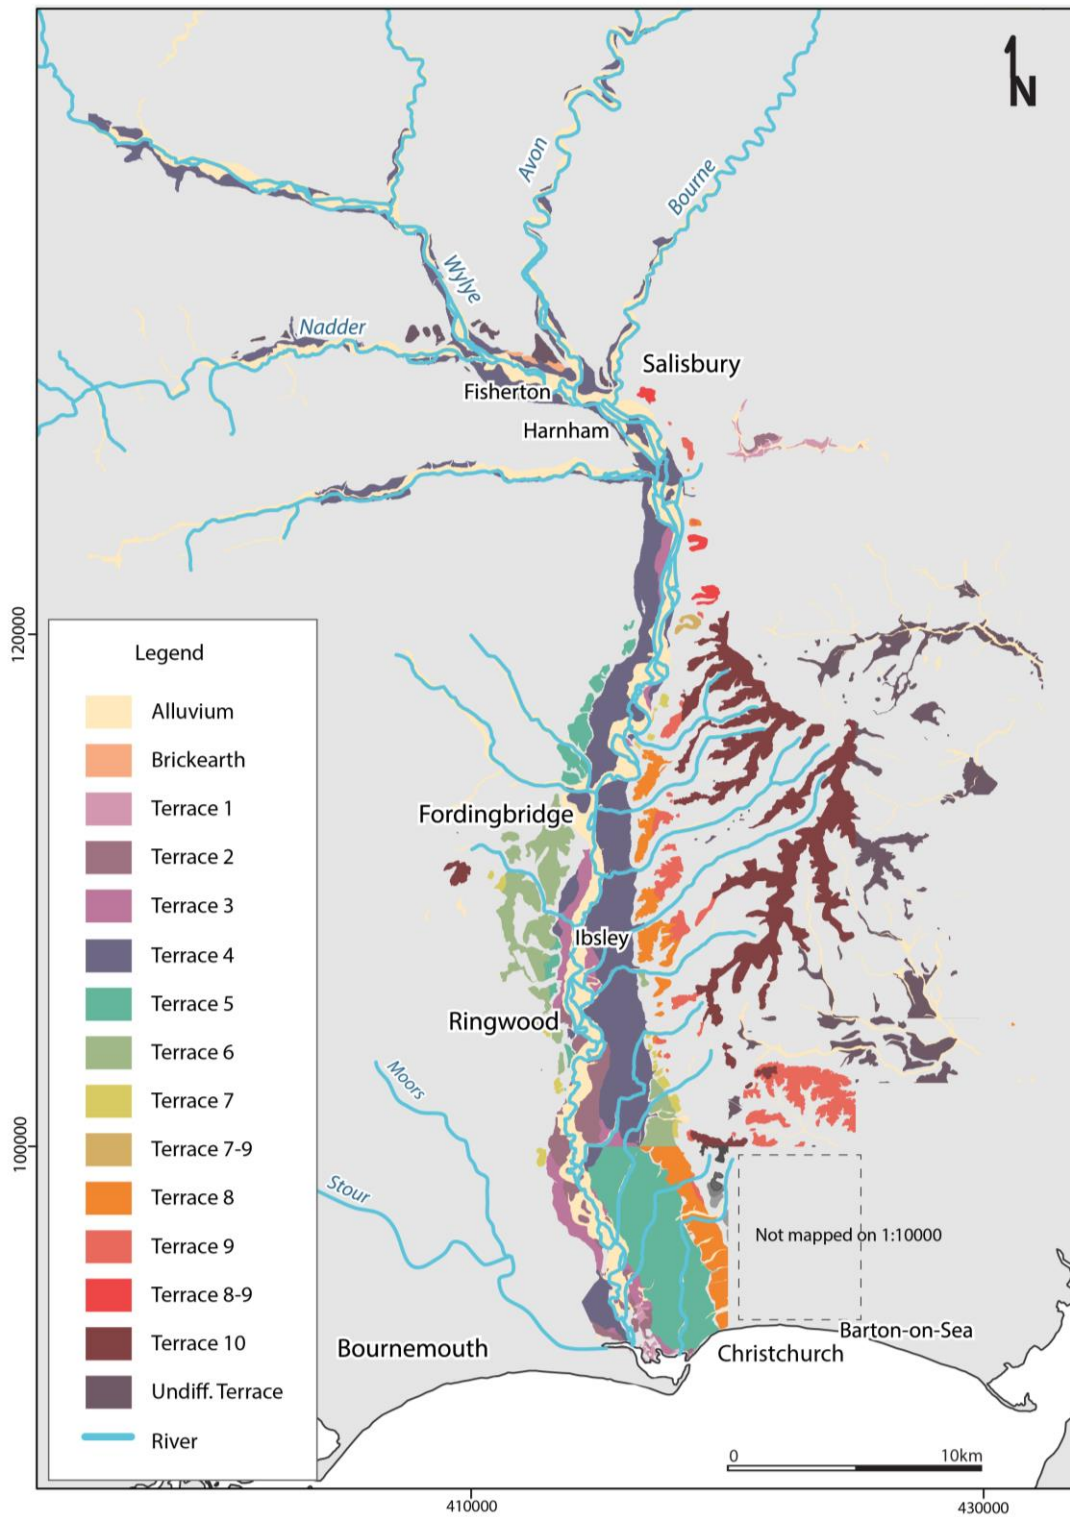 N
Avon
Bourne
Wylye
Nadder
Salisbury
Fisherton
Harnham
120000
Legend
Alluvium
Brickearth
Terrace 1
Terrace 2
Terrace 3
Terrace 4
Terrace 5
Terrace 6
Terrace 7
Terrace 7-9
Terrace 8
Terrace 9
Terrace 8-9
Terrace 10
Undiff. Terrace
River
Fordingbridge
Ibsley
Ringwood
Moors
100000
Stour
Not mapped on 1:10000
Barton-on-Sea
Bournemouth
Christchurch
0 10km
410000 430000